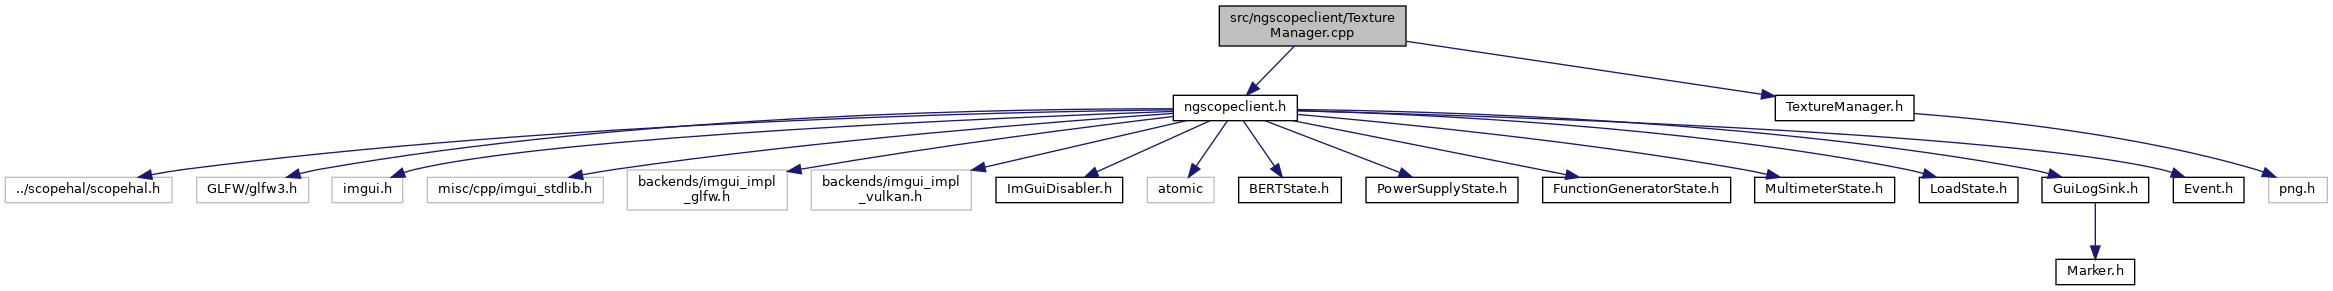 src/ngscopeclient/Texture
Manager.cpp
ngscopeclient.h
TextureManager.h
../scopehal/scopehal.h
GLFW/glfw3.h
imgui.h
misc/cpp/imgui_stdlib.h
backends/imgui_impl
_glfw.h
backends/imgui_impl
_vulkan.h
ImGuiDisabler.h
atomic
BERTState.h
PowerSupplyState.h
FunctionGeneratorState.h
MultimeterState.h
LoadState.h
GuiLogSink.h
Event.h
png.h
Marker.h